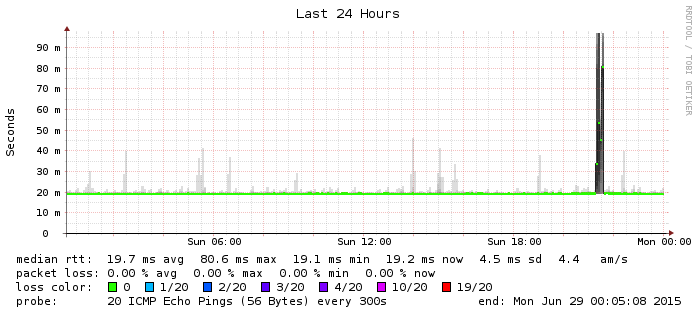 Last 24 Hours
RRDTOOL / TOBI OETIKER
Seconds
90 m
80 m
70 m
60 m
50 m
40 m
30 m
20 m
10 m
0
Sun 06:00 Sun 12:00 Sun 18:00 Mon 00:00
median rtt: 19.7 ms avg 80.6 ms max 19.1 ms min 19.2 ms now 4.5 ms sd 4.4 am/s
packet loss: 0.00 % avg 0.00 % max 0.00 % min 0.00 % now
loss color: 0 1/20 2/20 3/20 4/20 10/20 19/20
probe: 20 ICMP Echo Pings (56 Bytes) every 300s end: Mon Jun 29 00:05:08 2015